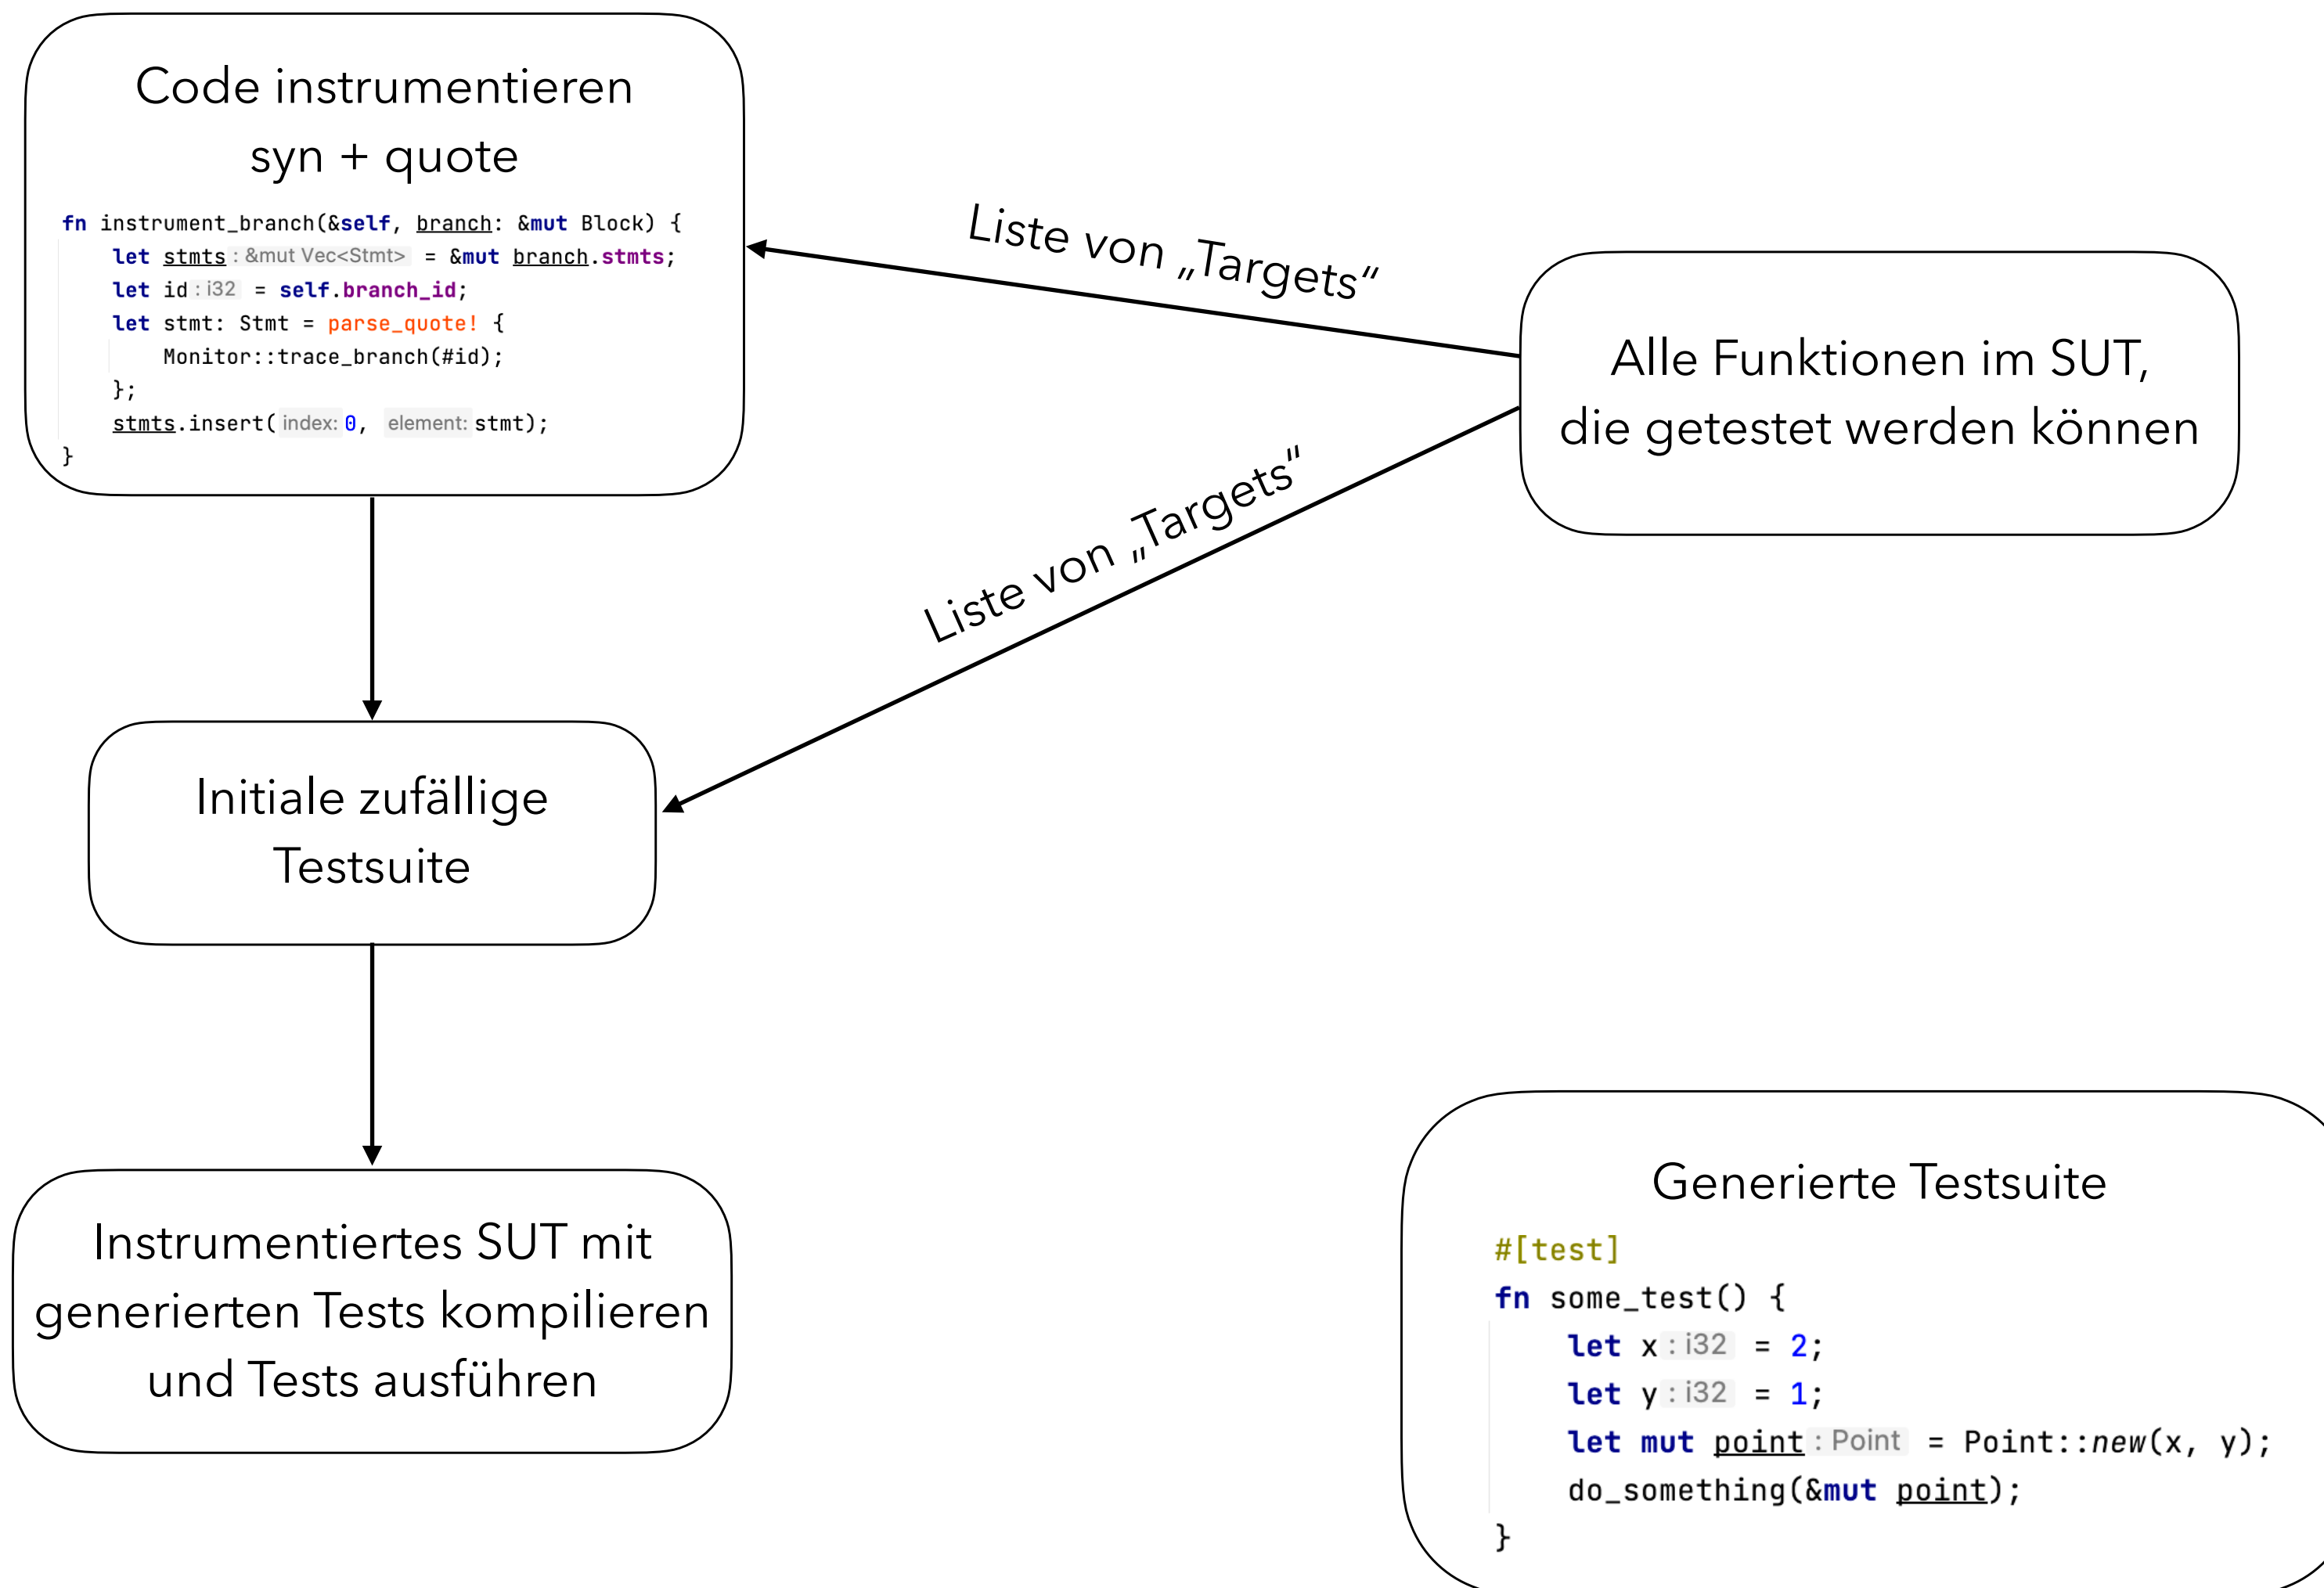 Code instrumentieren
syn + quote
fn instrument_branch(&self, branch: &mut Block) {
let stmts : &mut Vec<Stmt> = &mut branch.stmts;
let id : i32 = self.branch_id;
let stmt: Stmt = parse_quote! {
Monitor::trace_branch(#id);
};
stmts.insert( index: 0, element: stmt);
}
Liste von „Targets“
Alle Funktionen im SUT,
die getestet werden können
Liste von „Targets“
Initiale zufällige
Testsuite
Instrumentiertes SUT mit
generierten Tests kompilieren
und Tests ausführen
Generierte Testsuite
#[test]
fn some_test() {
let x : i32 = 2;
let y : i32 = 1;
let mut point : Point = Point::new(x, y);
do_something(&mut point);
}